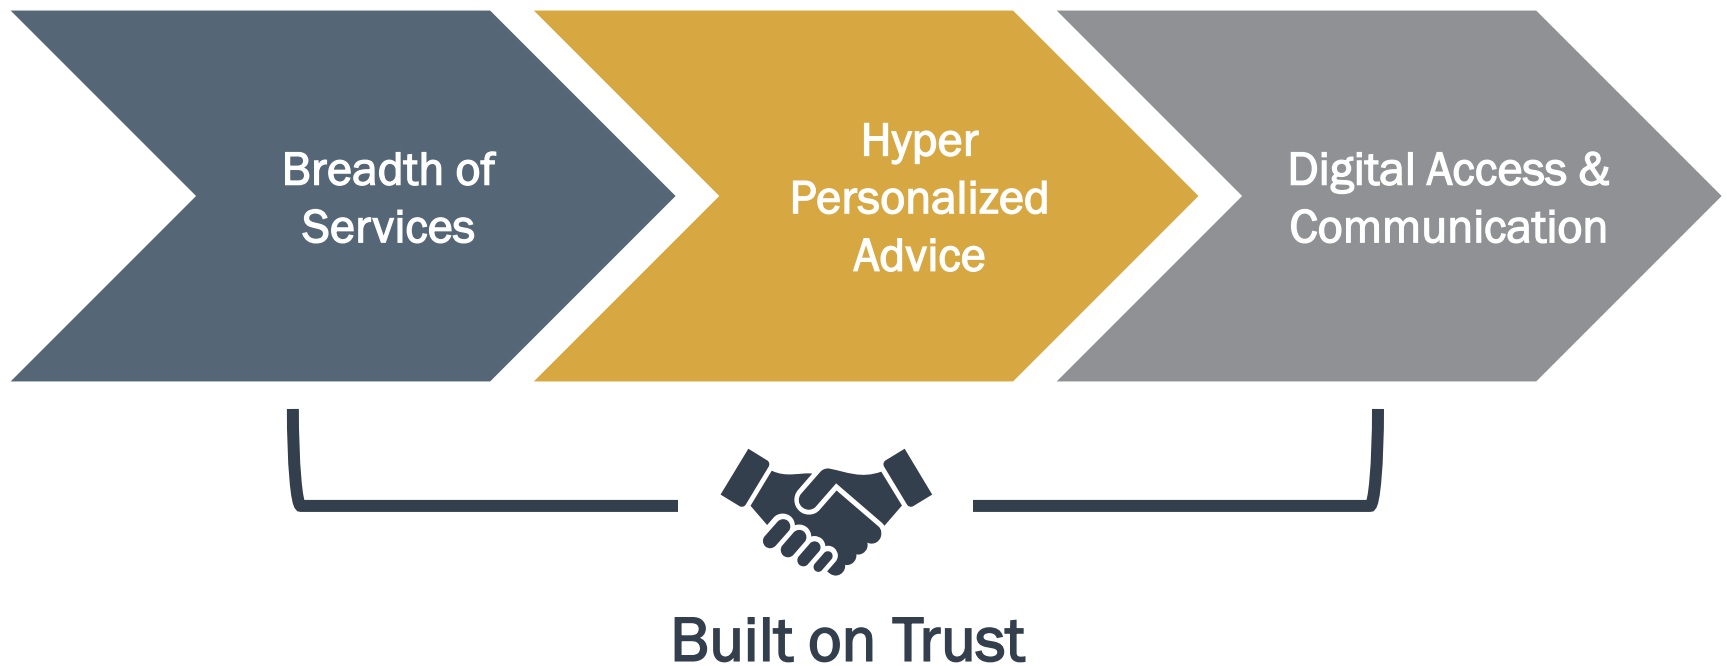 Breadth of
Services
Hyper
Personalized
Advice
Digital Access &
Communication
Built on Trust